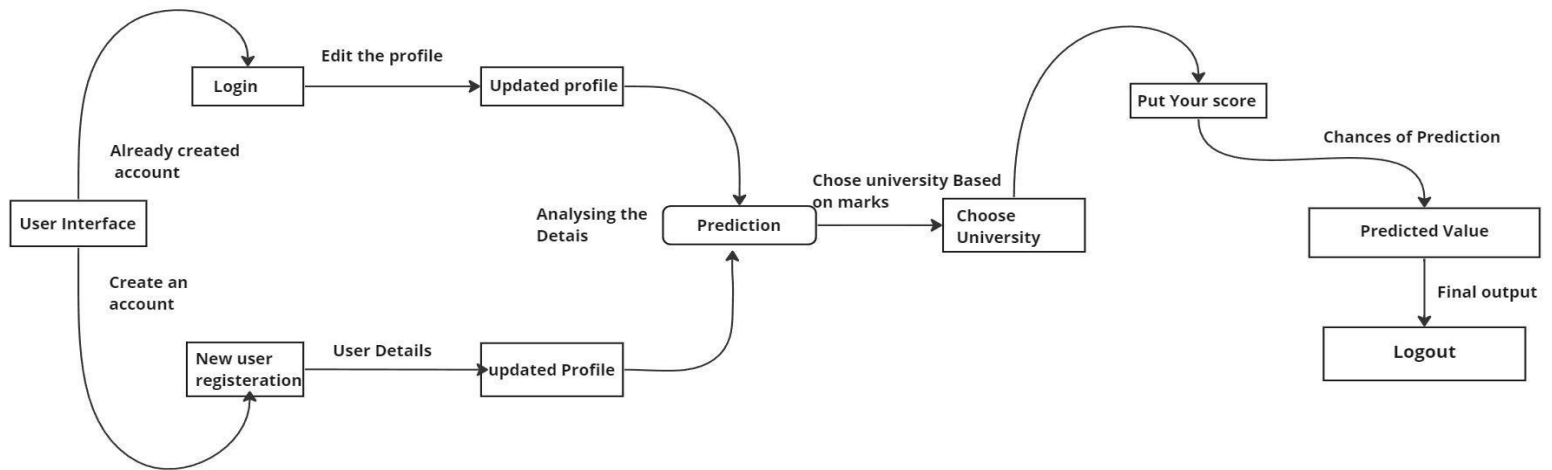 Edit the profile
Login
Updated profile
Put Your score
Chances of Prediction
Already created
account
Chose university Based
on marks
User Interface
Analysing the
Detais
Prediction
Choose
University
Predicted Value
Create an
account
Final output
New user
registeration
User Details
updated Profile
Logout